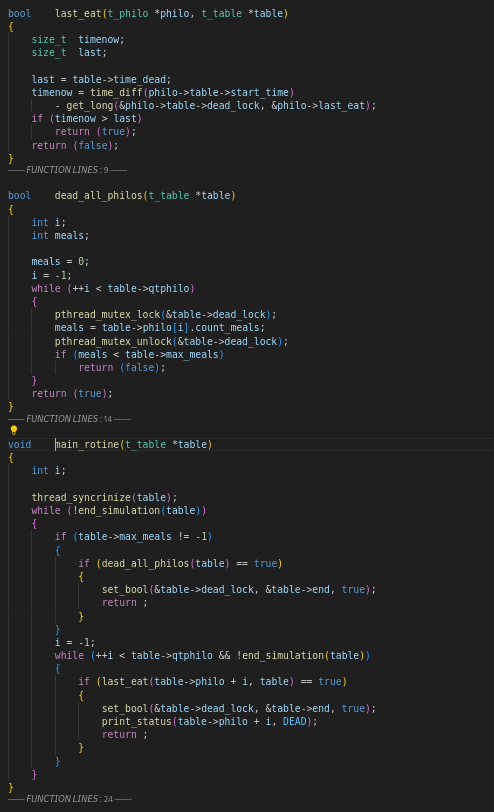 bool    last_eat(t_philo *philo, t_table *table)
{
    size_t  timenow;
    size_t  last;

    last = table->time_dead;
    timenow = time_diff(philo->table->start_time)
        - get_long(&philo->table->dead_lock, &philo->last_eat);
    if (timenow > last)
        return (true);
    return (false);
}
FUNCTION LINES: 9

bool    dead_all_philos(t_table *table)
{
    int i;
    int meals;

    meals = 0;
    i = -1;
    while (++i < table->qtphilo)
    {
        pthread_mutex_lock(&table->dead_lock);
        meals = table->philo[i].count_meals;
        pthread_mutex_unlock(&table->dead_lock);
        if (meals < table->max_meals)
            return (false);
    }
    return (true);
}
FUNCTION LINES: 14

void    main_rotine(t_table *table)
{
    int i;

    thread_syncrinize(table);
    while (!end_simulation(table))
    {
        if (table->max_meals != -1)
        {
            if (dead_all_philos(table) == true)
            {
                set_bool(&table->dead_lock, &table->end, true);
                return ;
            }
        }
        i = -1;
        while (++i < table->qtphilo && !end_simulation(table))
        {
            if (last_eat(table->philo + i, table) == true)
            {
                set_bool(&table->dead_lock, &table->end, true);
                print_status(table->philo + i, DEAD);
                return ;
            }
        }
    }
}
FUNCTION LINES: 24